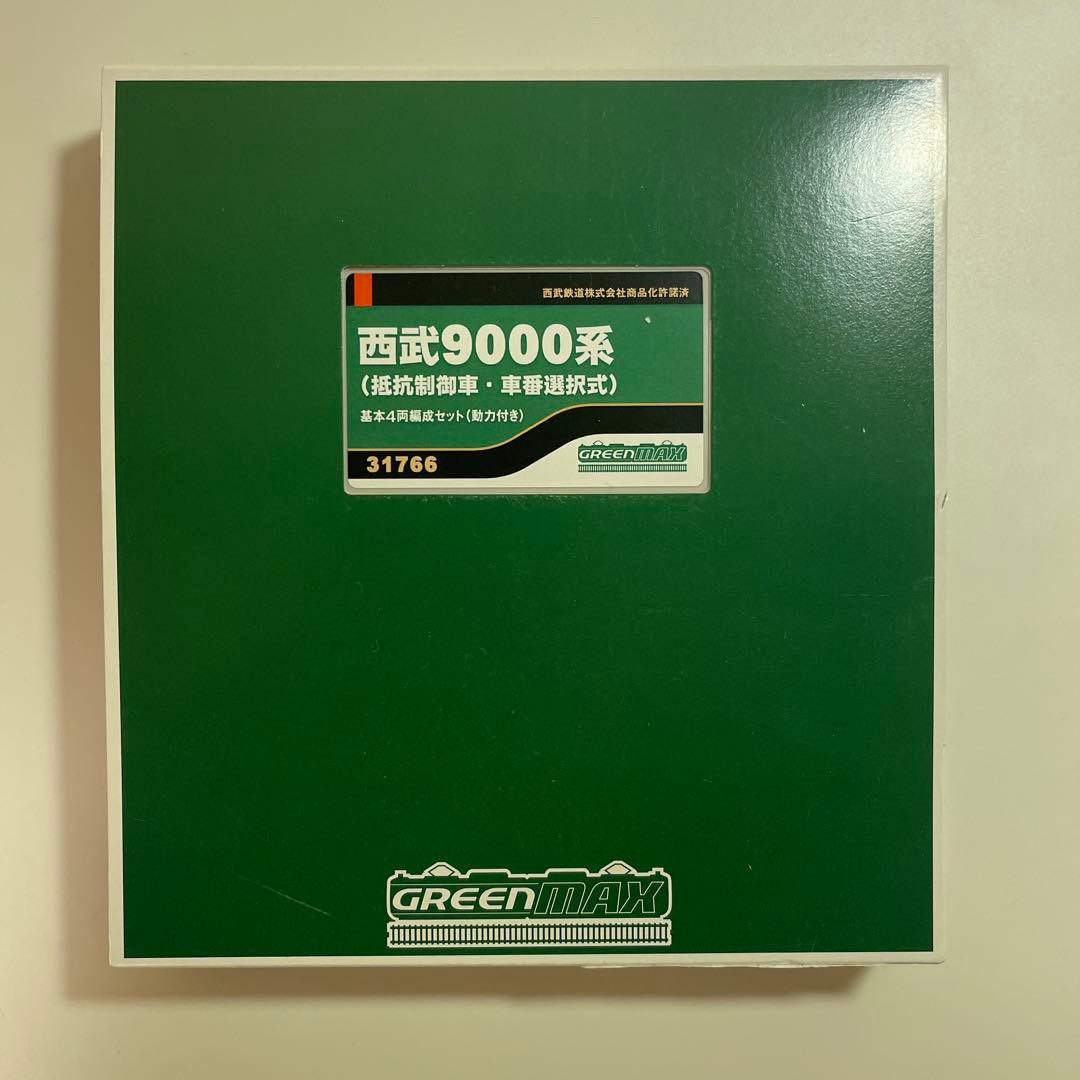 西武鉄道株式会社商品化許諾済
西武9000系
(抵抗制御車・車番選択式)
基本4両編成セット(動力付き)
31766
GREENMAX
GREENMAX